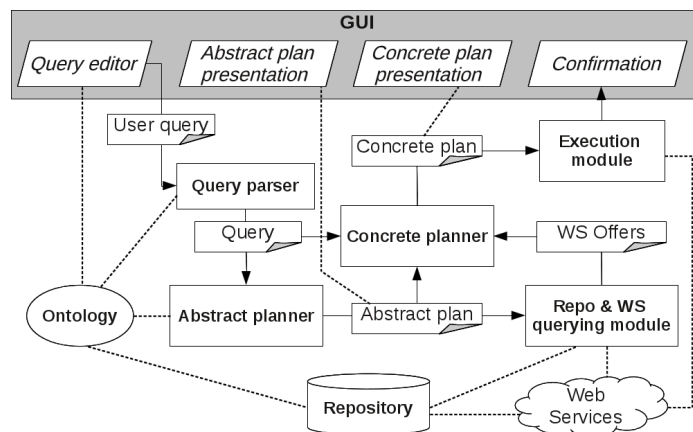 GUI
Query editor
Abstract plan
presentation
Concrete plan
presentation
Confirmation
User query
Concrete plan
Execution
module
Query parser
Query
Concrete planner
WS Offers
Ontology
Abstract planner
Abstract plan
Repo & WS
querying module
Repository
Web
Services